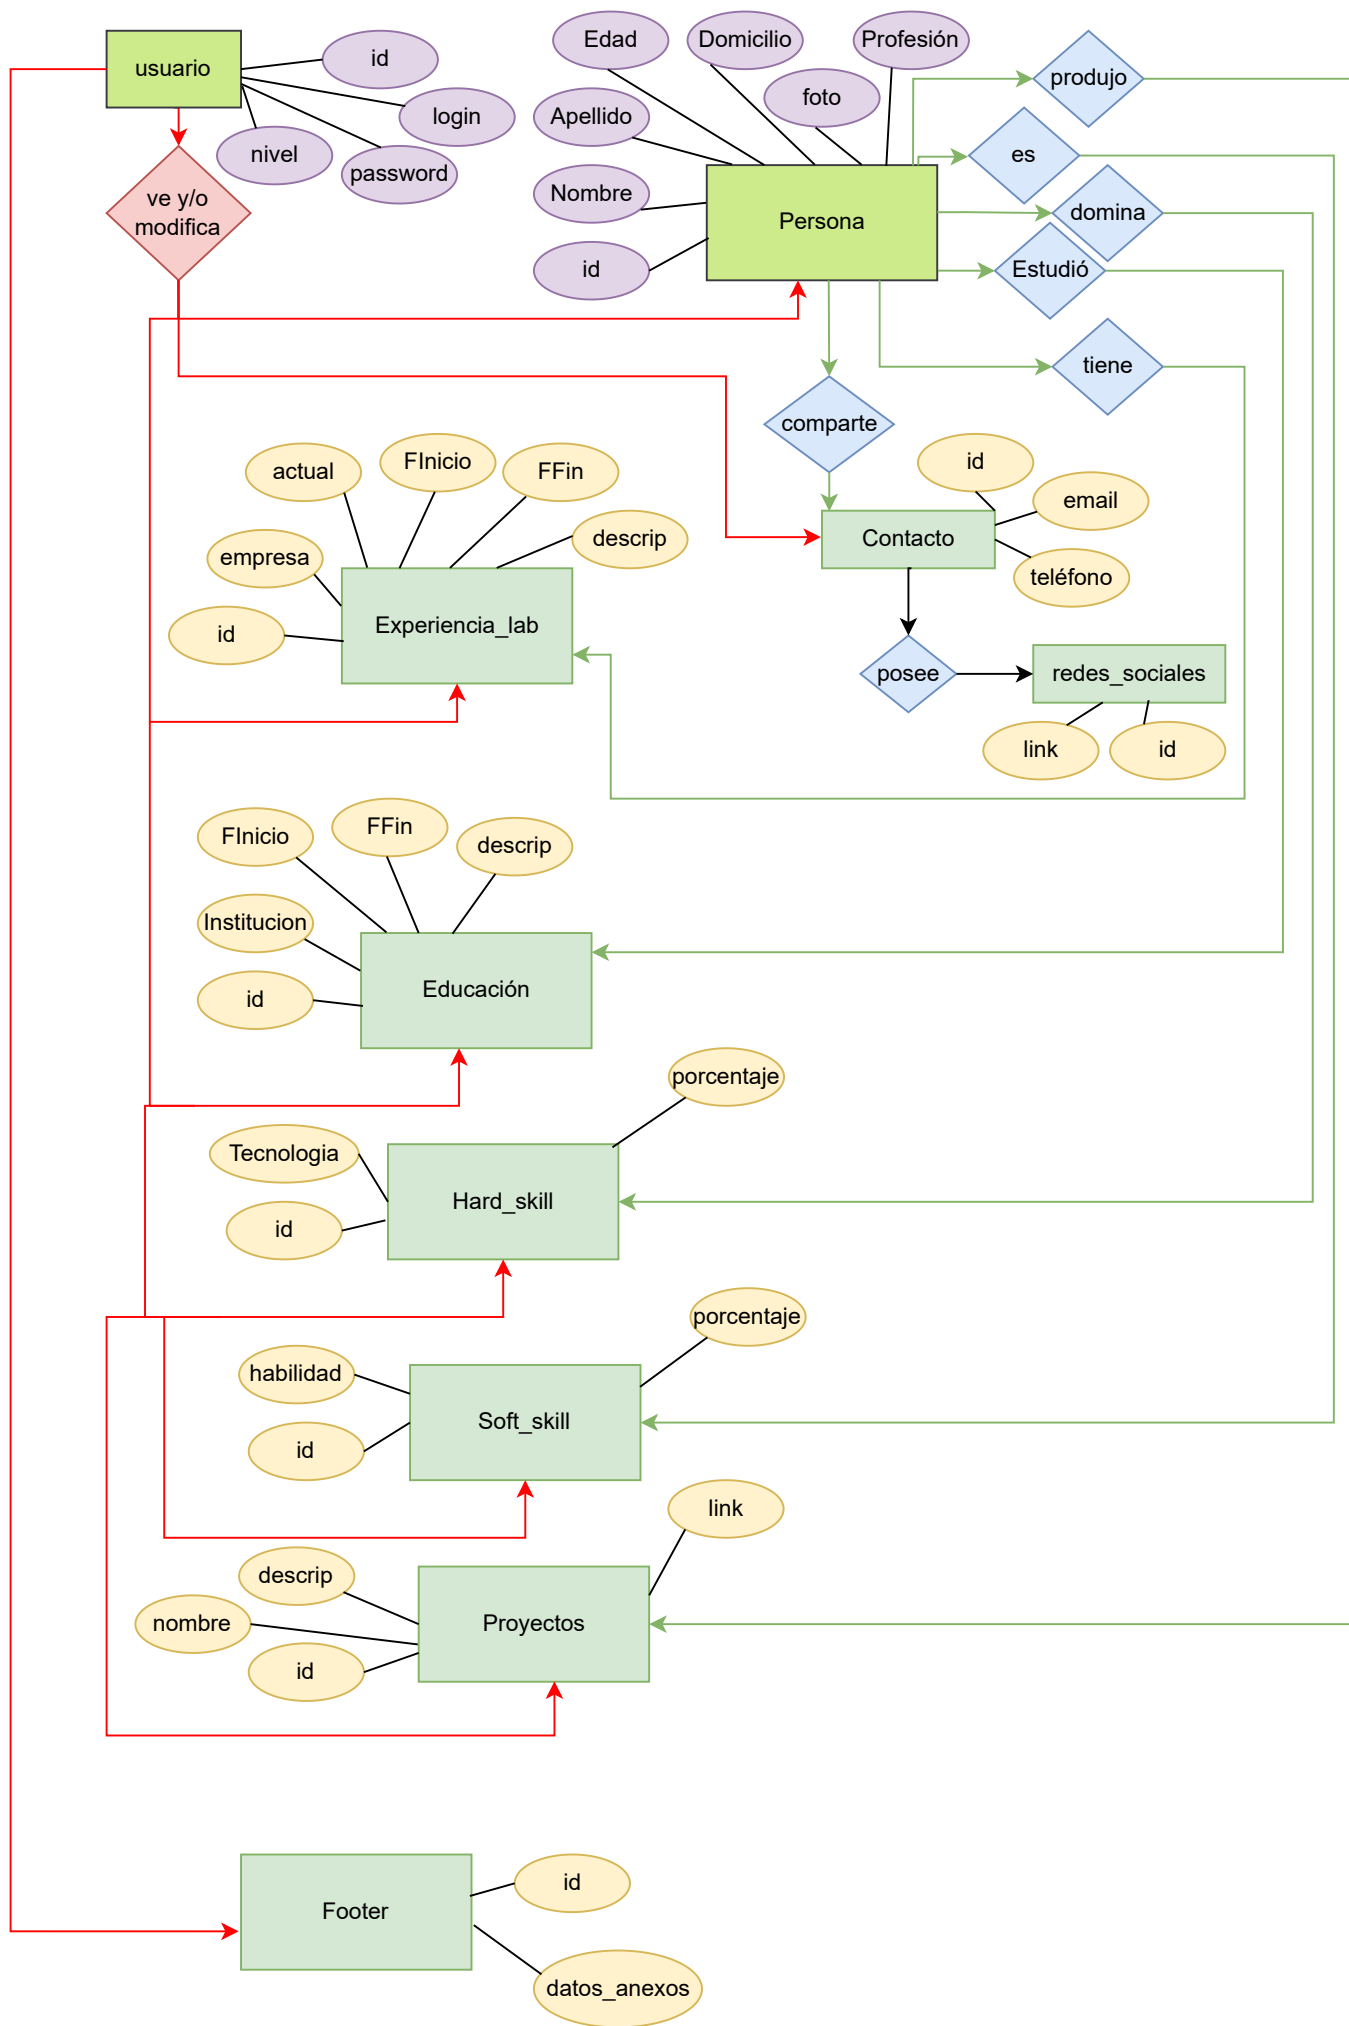 usuario
id
login
nivel
password
ve y/o
modifica
Edad
Domicilio
Profesión
foto
Apellido
Nombre
id
Persona
produjo
es
domina
Estudió
tiene
comparte
actual
FInicio
FFin
descrip
empresa
id
Experiencia_lab
id
email
teléfono
Contacto
posee
redes_sociales
link
id
FInicio
FFin
descrip
Institucion
id
Educación
porcentaje
Tecnologia
id
Hard_skill
porcentaje
habilidad
id
Soft_skill
link
descrip
nombre
id
Proyectos
Footer
id
datos_anexos